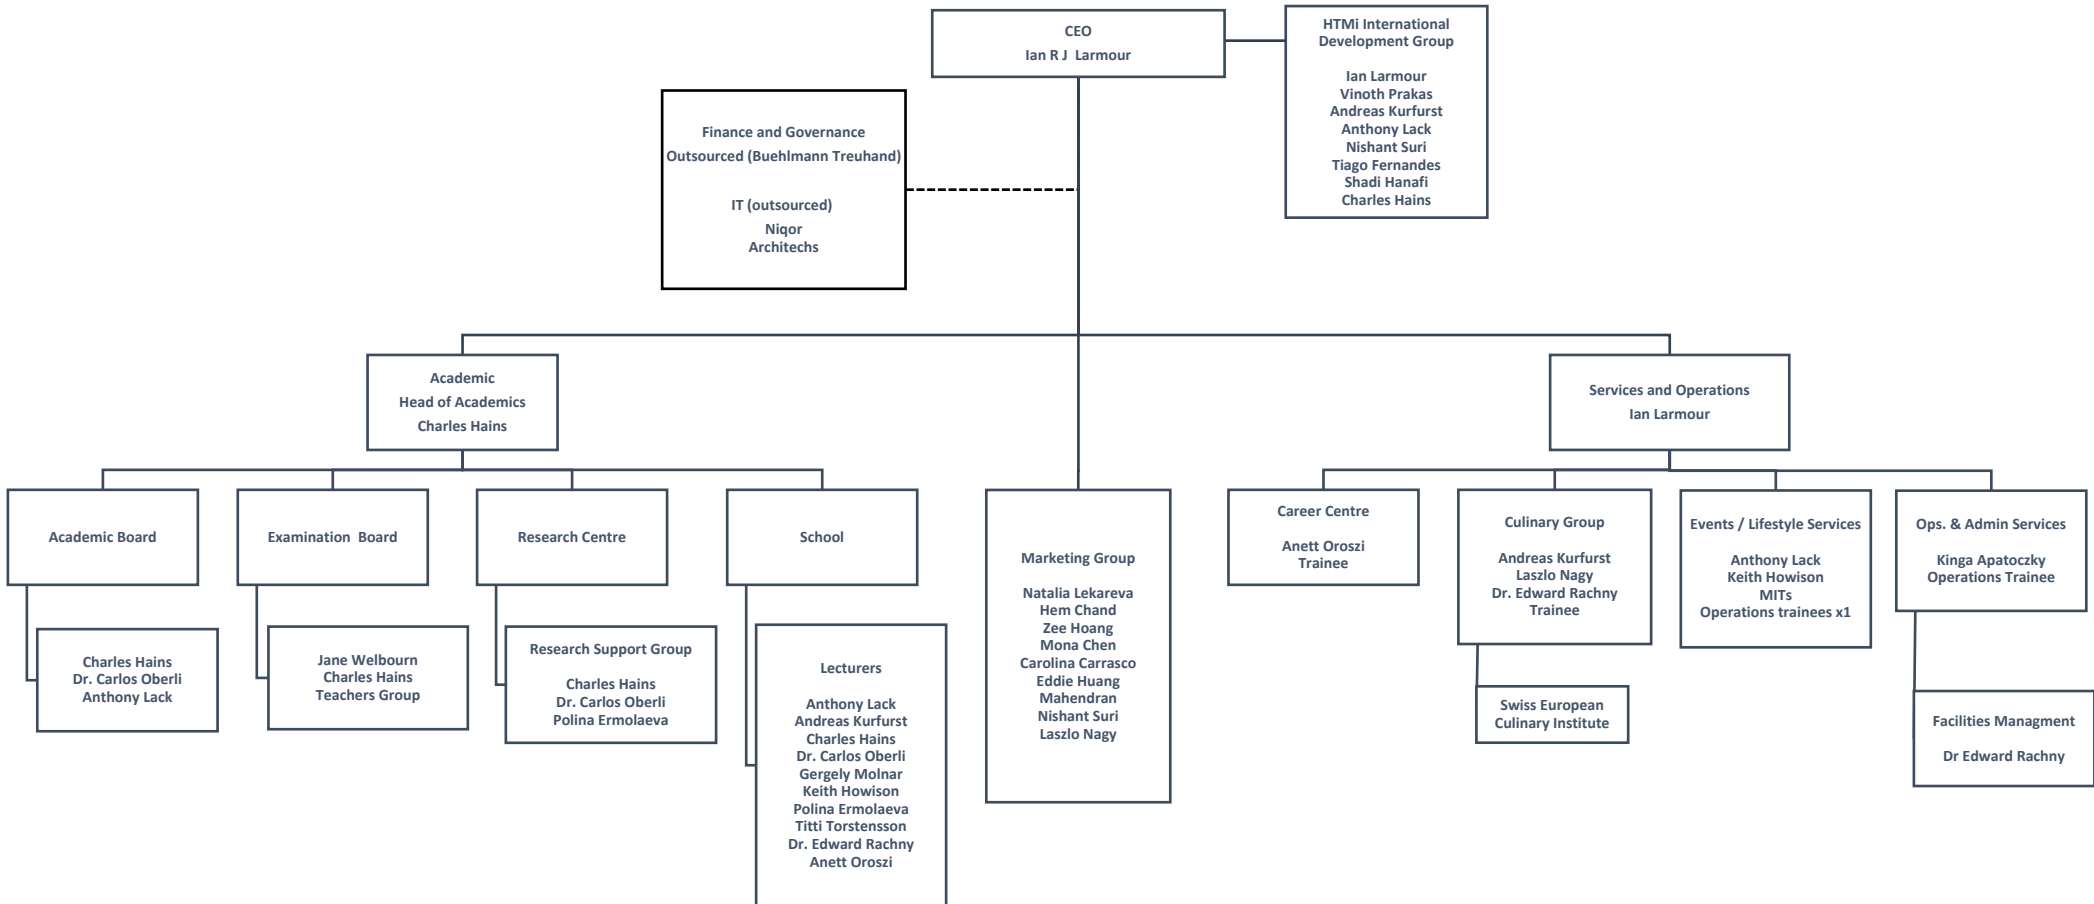 CEO
Ian R J Larmour
HTMi International
Development Group
Ian Larmour
Vinoth Prakas
Andreas Kurfurst
Anthony Lack
Nishant Suri
Tiago Fernandes
Shadi Hanafi
Charles Hains
Finance and Governance
Outsourced (Buehlmann Treuhand)
IT (outsourced)
Niqor
Architechs
Academic
Head of Academics
Charles Hains
Services and Operations
Ian Larmour
Academic Board
Charles Hains
Dr. Carlos Oberli
Anthony Lack
Examination Board
Jane Welbourn
Charles Hains
Teachers Group
Research Centre
Research Support Group
Charles Hains
Dr. Carlos Oberli
Polina Ermolaeva
School
Lecturers
Anthony Lack
Andreas Kurfurst
Charles Hains
Dr. Carlos Oberli
Gergely Molnar
Keith Howison
Polina Ermolaeva
Titti Torstensson
Dr. Edward Rachny
Anett Oroszi
Marketing Group
Natalia Lekareva
Hem Chand
Zee Hoang
Mona Chen
Carolina Carrasco
Eddie Huang
Mahendran
Nishant Suri
Laszlo Nagy
Career Centre
Anett Oroszi
Trainee
Culinary Group
Andreas Kurfurst
Laszlo Nagy
Dr. Edward Rachny
Trainee
Swiss European
Culinary Institute
Events / Lifestyle Services
Anthony Lack
Keith Howison
MITs
Operations trainees x1
Ops. & Admin Services
Kinga Apatoczky
Operations Trainee
Facilities Managment
Dr Edward Rachny